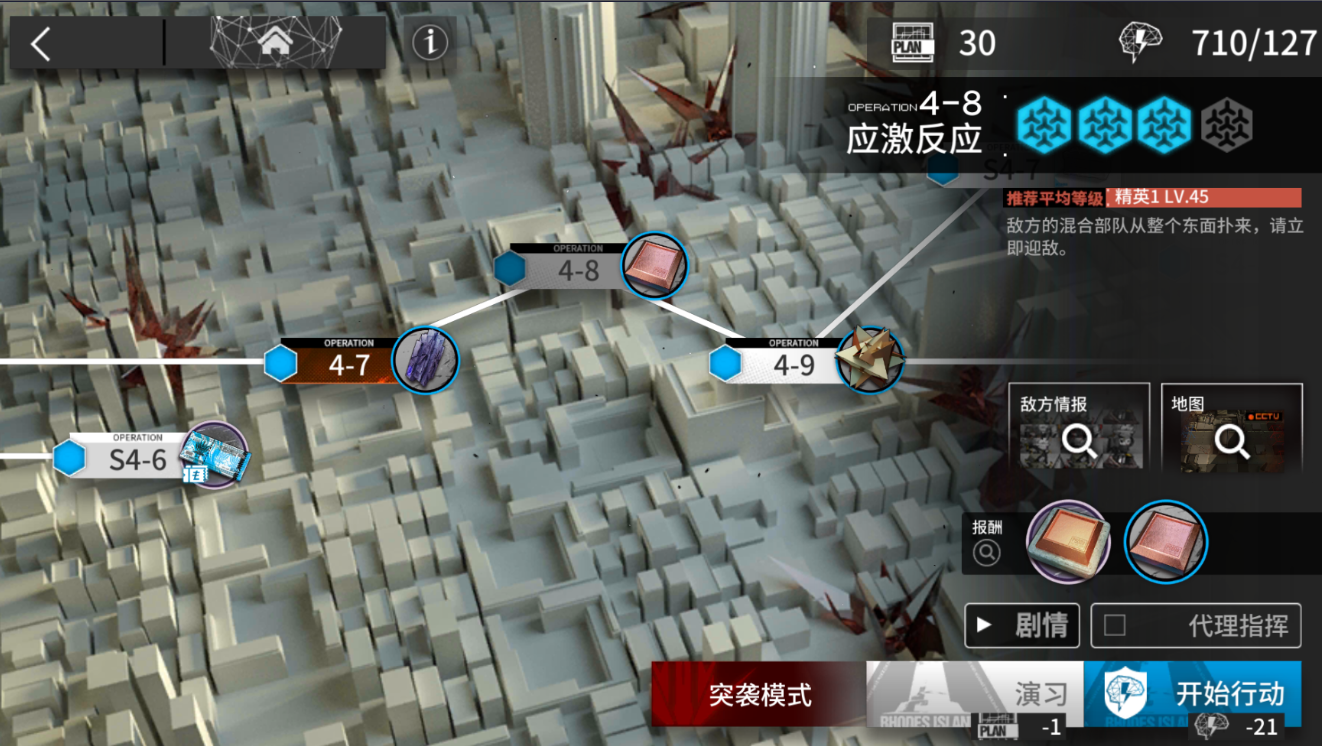 PLAN
30
710/127
OPERATION 4-8
应激反应
S4-7
推荐平均等级 精英1 LV.45
敌方的混合部队从整个东面扑来，请立
即迎敌。
OPERATION
4-8
OPERATION
4-7
OPERATION
4-9
OPERATION
S4-6
敌方情报
地图
CCTV
报酬
剧情
代理指挥
突袭模式
演习
RHODES ISLAN
PLAN
-1
开始行动
RHODES ISL
-21